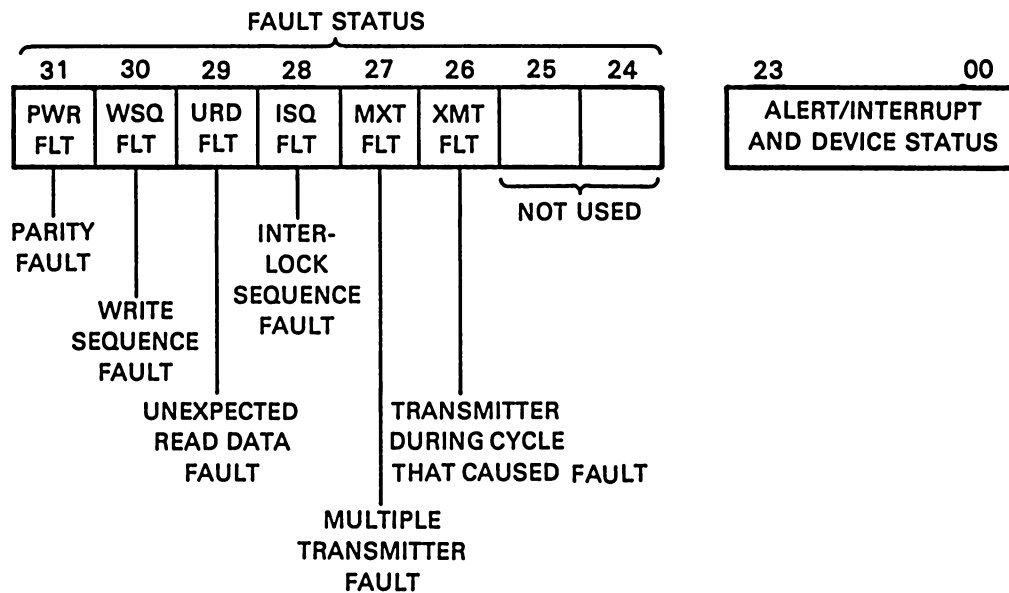 FAULT STATUS
31 30 29 28 27 26 25 24 23 00
PWR FLT
WSQ FLT
URD FLT
ISQ FLT
MXT FLT
XMT FLT
ALERT/INTERRUPT
AND DEVICE STATUS
NOT USED
PARITY
FAULT
INTER-
LOCK
SEQUENCE
FAULT
WRITE
SEQUENCE
FAULT
UNEXPECTED
READ DATA
FAULT
TRANSMITTER
DURING CYCLE
THAT CAUSED FAULT
MULTIPLE
TRANSMITTER
FAULT